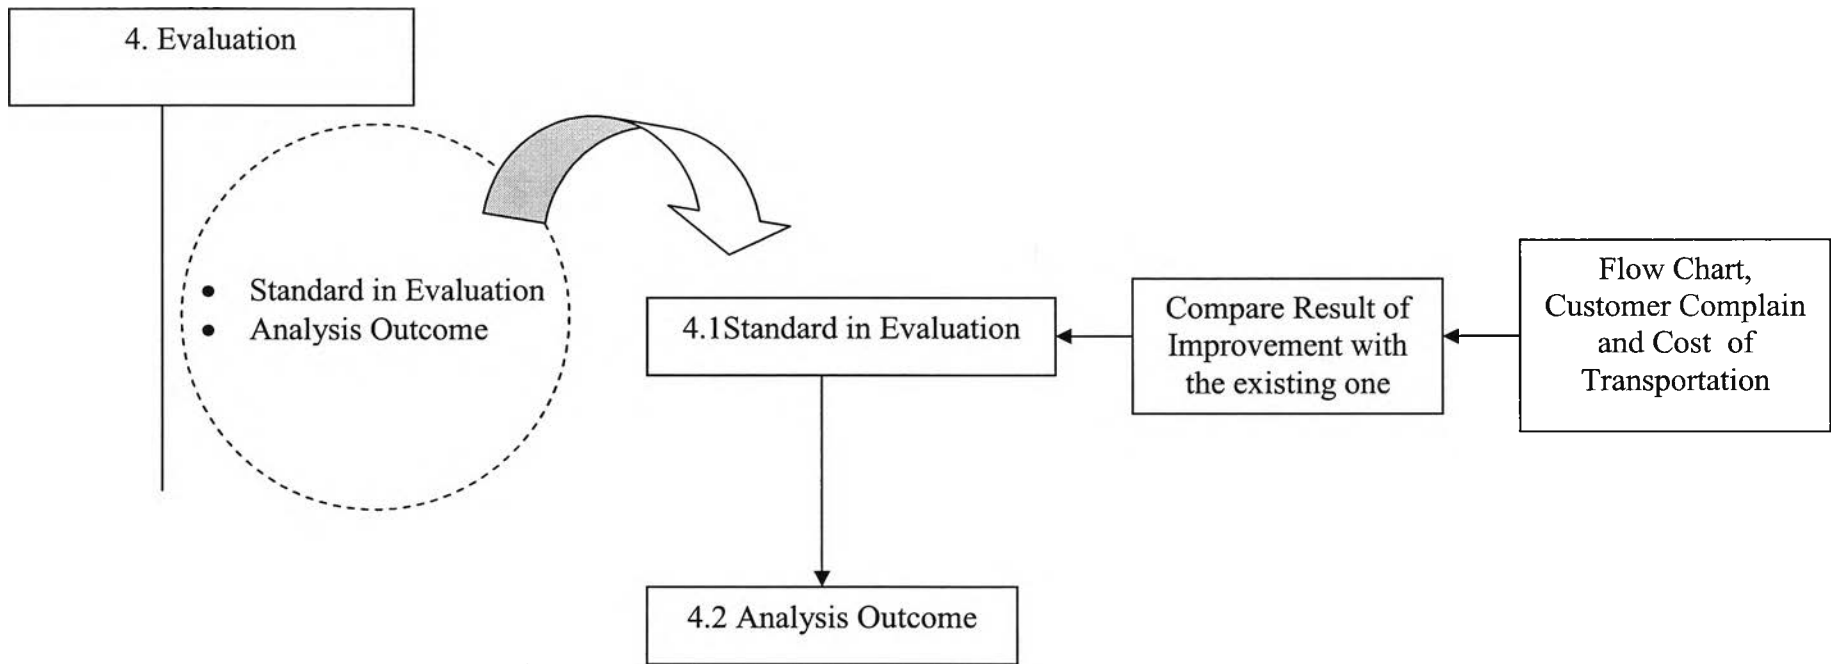 4. Evaluation
• Standard in Evaluation
• Analysis Outcome
4.1Standard in Evaluation
Compare Result of
Improvement with
the existing one
Flow Chart,
Customer Complain
and Cost of
Transportation
4.2 Analysis Outcome